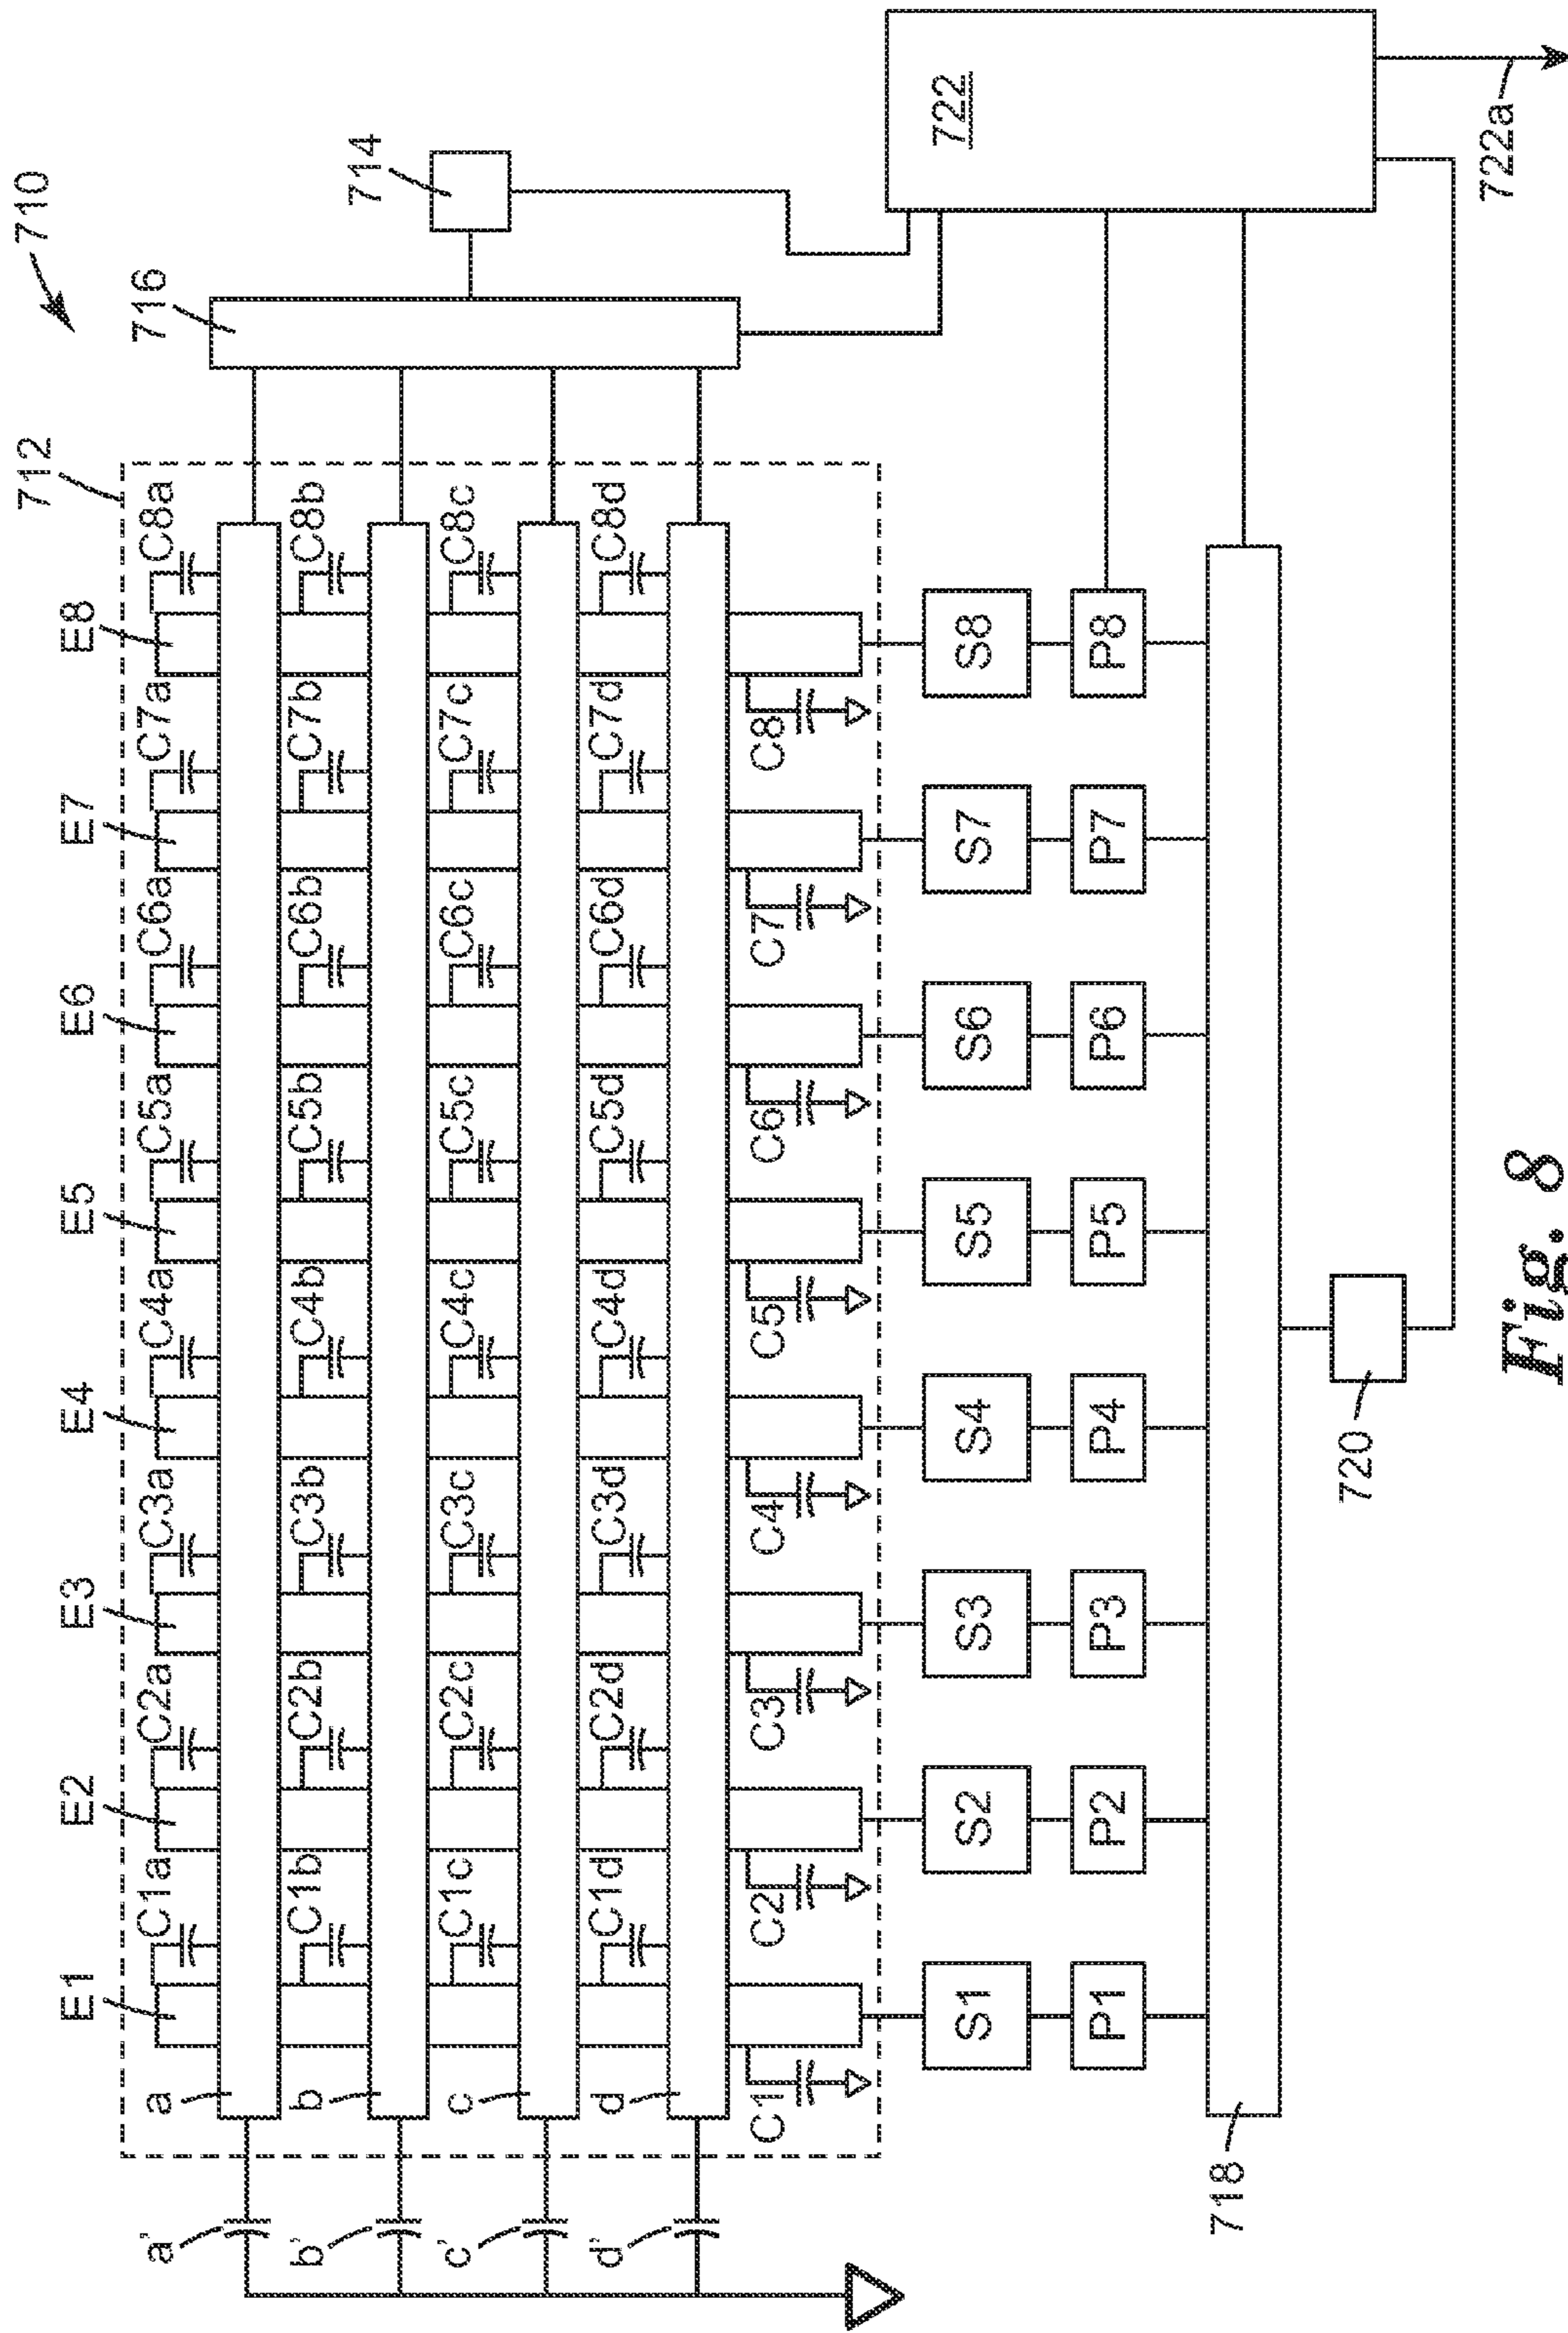 710
712
716
714
E1 E2 E3 E4 E5 E6 E7 E8
C1a C2a C3a C4a C5a C6a C7a C8a
a' a
C1b C2b C3b C4b C5b C6b C7b C8b
b' b
C1c C2c C3c C4c C5c C6c C7c C8c
c' c
C1d C2d C3d C4d C5d C6d C7d C8d
d' d
C1 C2 C3 C4 C5 C6 C7 C8
722
S1 S2 S3 S4 S5 S6 S7 S8
P1 P2 P3 P4 P5 P6 P7 P8
718
720
722a
Fig. 8